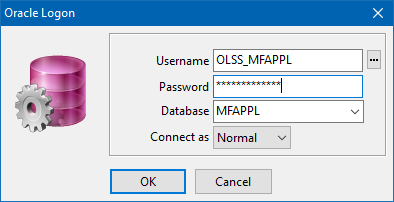 Oracle Logon
Username OLSS_MFAPPL ...
Password *************
Database MFAPPL
Connect as Normal
OK Cancel